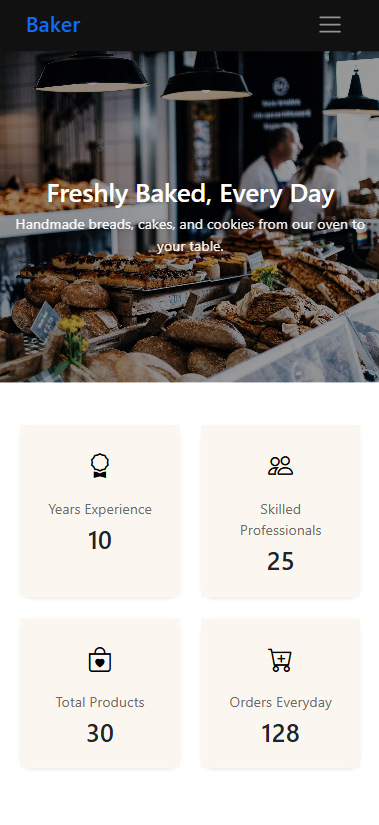 Baker
Freshly Baked, Every Day
Handmade breads, cakes, and cookies from our oven to
your table.
Years Experience
10
Skilled
Professionals
25
Total Products
30
Orders Everyday
128